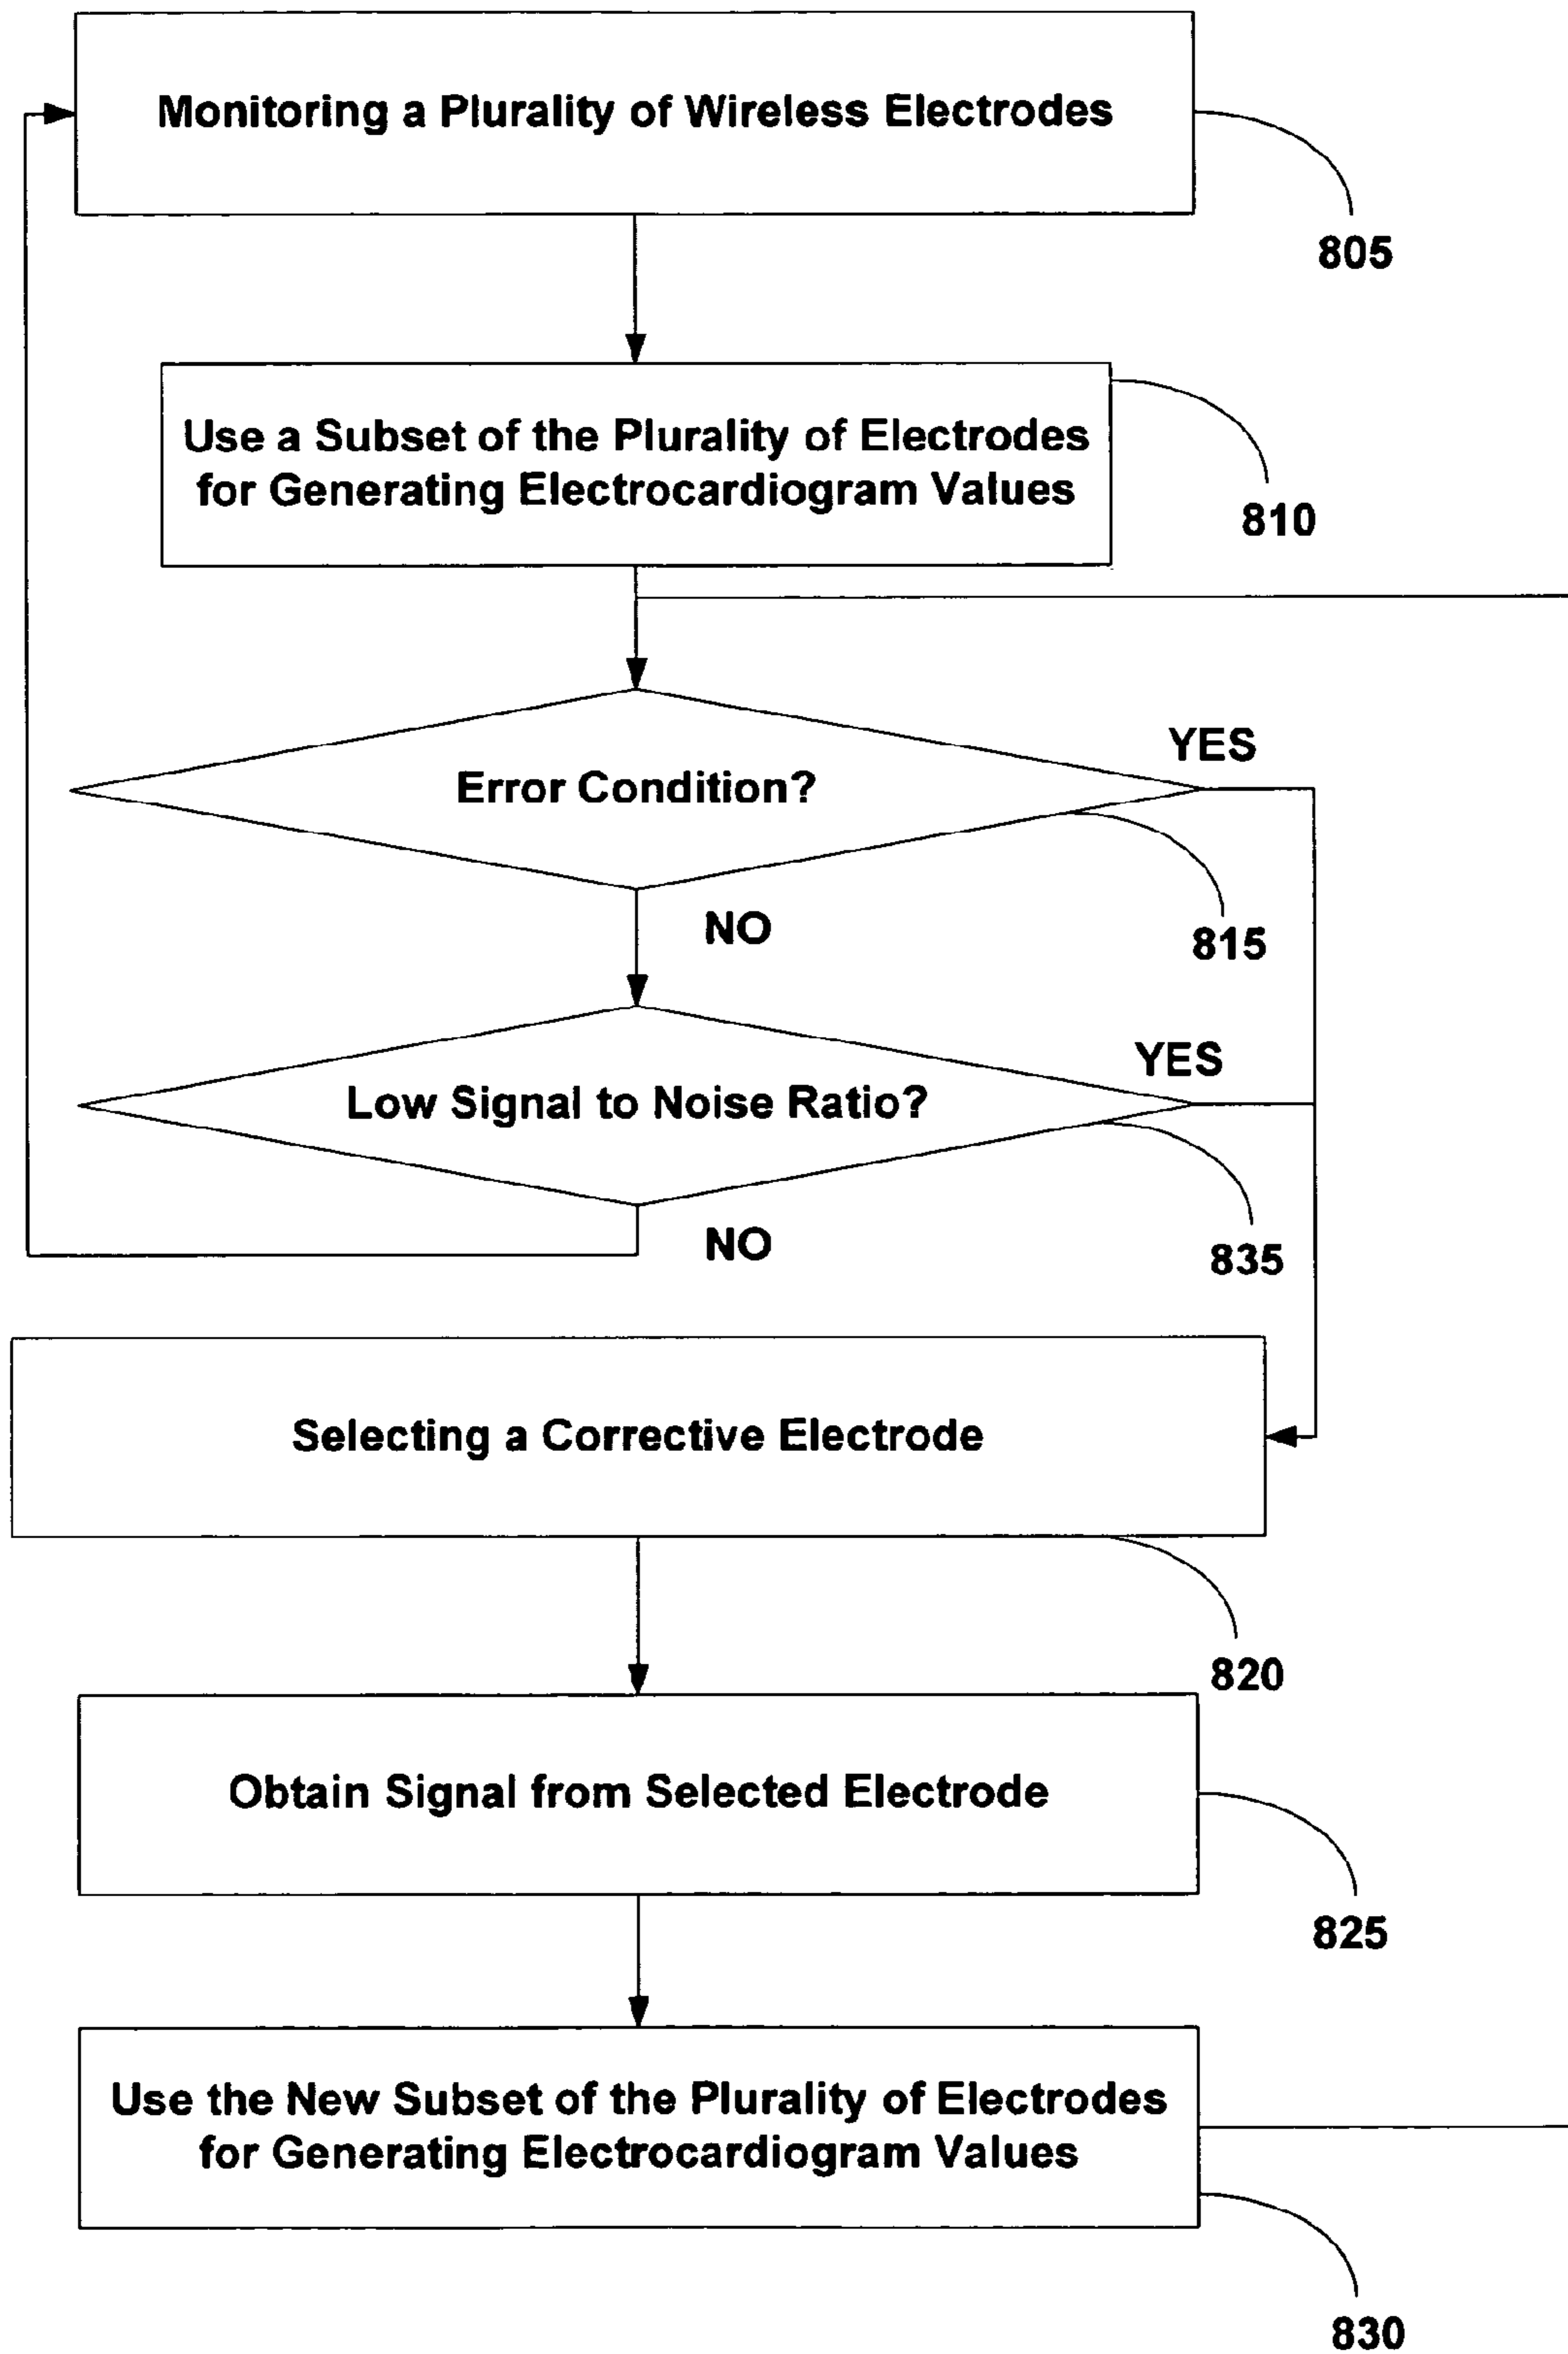 Monitoring a Plurality of Wireless Electrodes
805
Use a Subset of the Plurality of Electrodes
for Generating Electrocardiogram Values
810
YES
Error Condition?
815
NO
YES
Low Signal to Noise Ratio?
NO
835
Selecting a Corrective Electrode
820
Obtain Signal from Selected Electrode
825
Use the New Subset of the Plurality of Electrodes
for Generating Electrocardiogram Values
830